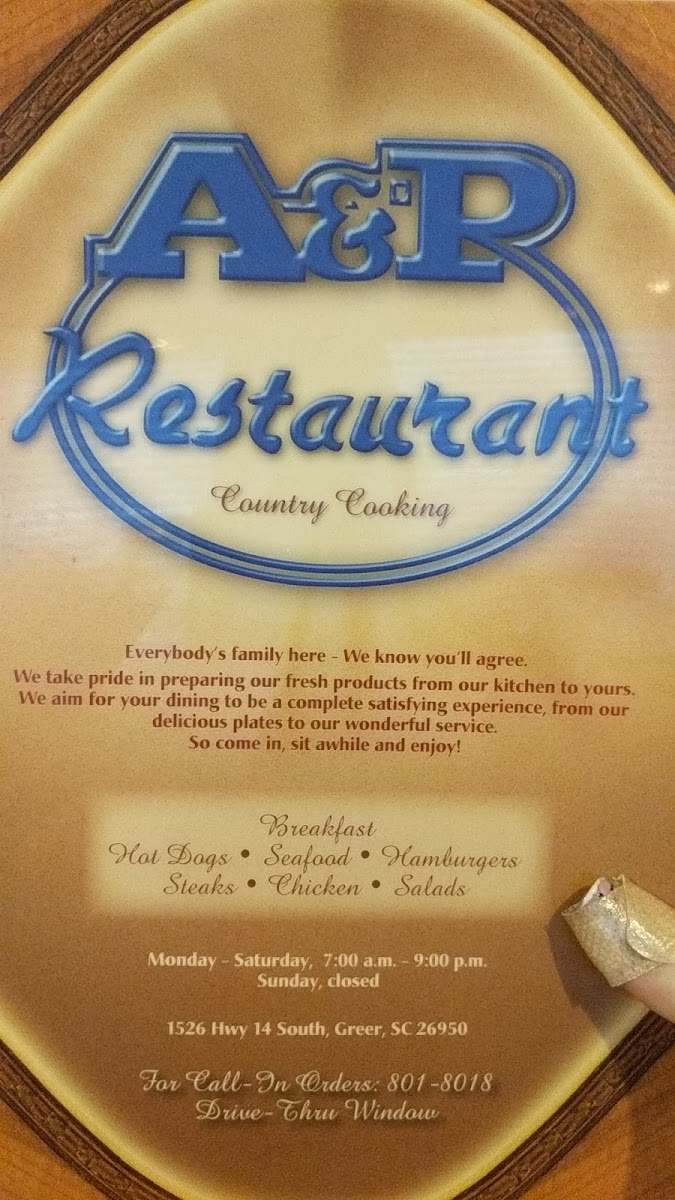 A&P
Restaurant
Country Cooking
Everybody's family here - We know you'll agree.
We take pride in preparing our fresh products from our kitchen to yours.
We aim for your dining to be a complete satisfying experience, from our
delicious plates to our wonderful service.
So come in, sit awhile and enjoy!
Breakfast
Hot Dogs • Seafood • Hamburgers
Steaks • Chicken • Salads
Monday - Saturday, 7:00 a.m. - 9:00 p.m.
Sunday, closed
1526 Hwy 14 South, Greer, SC 26950
For Call-In Orders: 801-8018
Drive-Thru Window